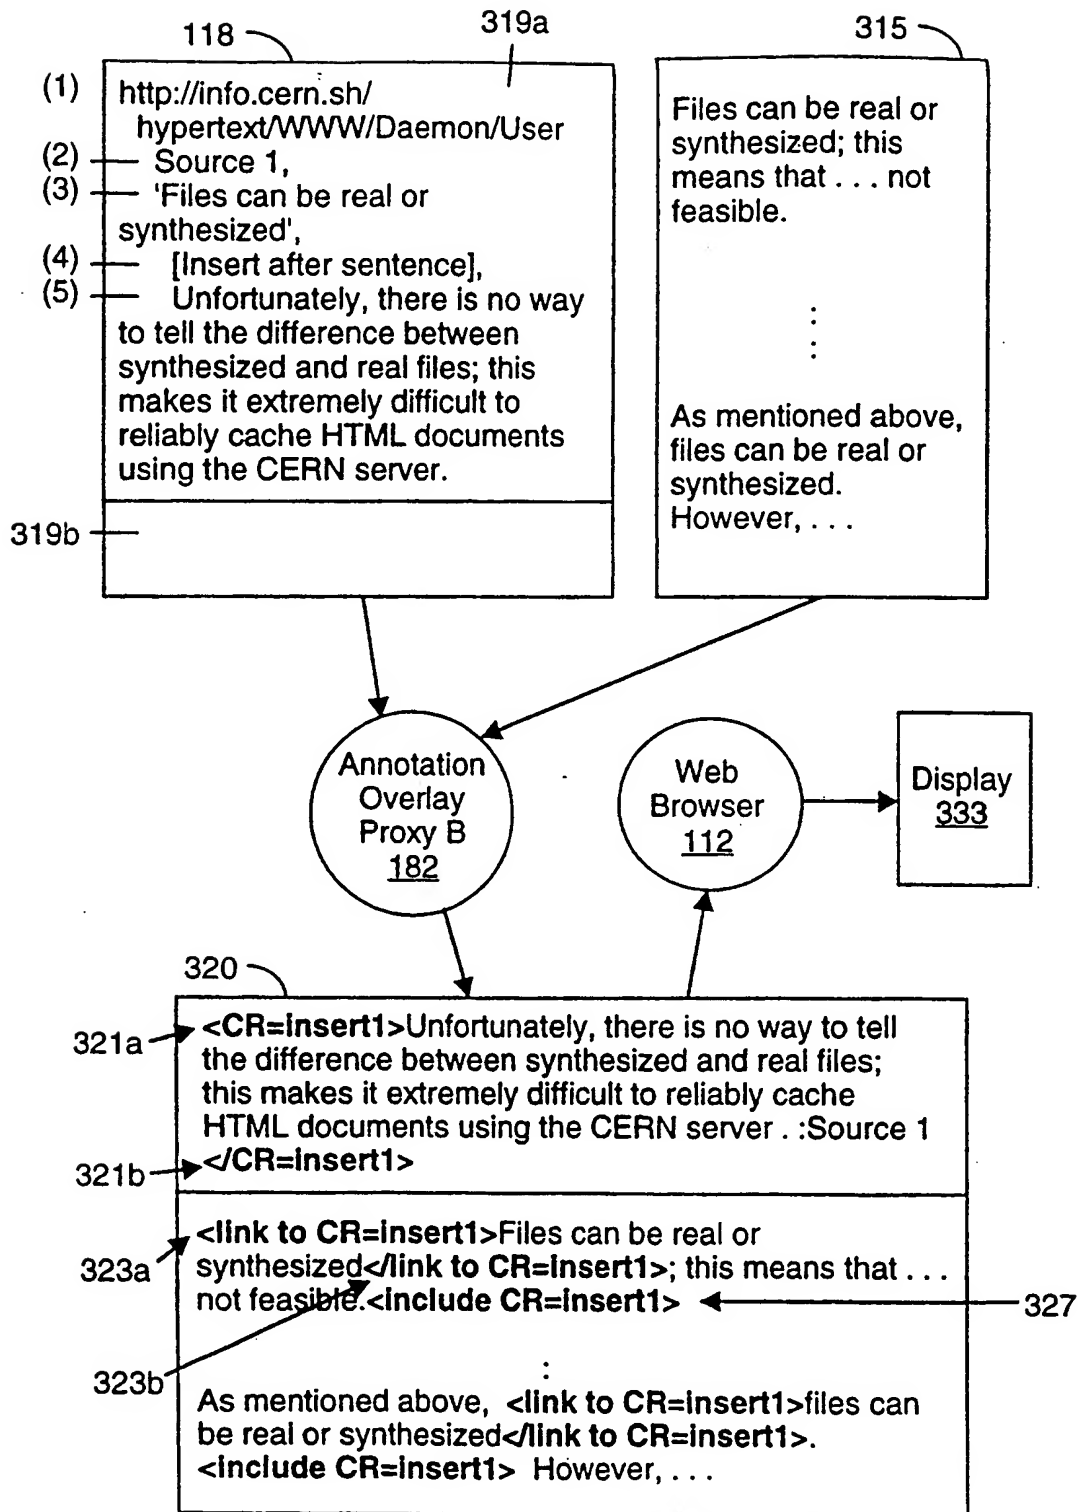 118
319a
315
(1)
http://info.cern.sh/
hypertext/WWW/Daemon/User
(2)
Source 1,
(3)
'Files can be real or
synthesized',
(4)
[Insert after sentence],
(5)
Unfortunately, there is no way
to tell the difference between
synthesized and real files; this
makes it extremely difficult to
reliably cache HTML documents
using the CERN server.
319b
Files can be real or
synthesized; this
means that . . . not
feasible.
.
.
.
As mentioned above,
files can be real or
synthesized.
However, . . .
Annotation
Overlay
Proxy B
182
Web
Browser
112
Display
333
320
321a
<CR=insert1>Unfortunately, there is no way to tell
the difference between synthesized and real files;
this makes it extremely difficult to reliably cache
HTML documents using the CERN server . :Source 1
321b
</CR=insert1>
323a
<link to CR=insert1>Files can be real or
synthesized</link to CR=insert1>; this means that . . .
not feasible.<include CR=insert1>
327
323b
:
As mentioned above, <link to CR=insert1>files can
be real or synthesized</link to CR=insert1>.
<include CR=insert1> However, . . .